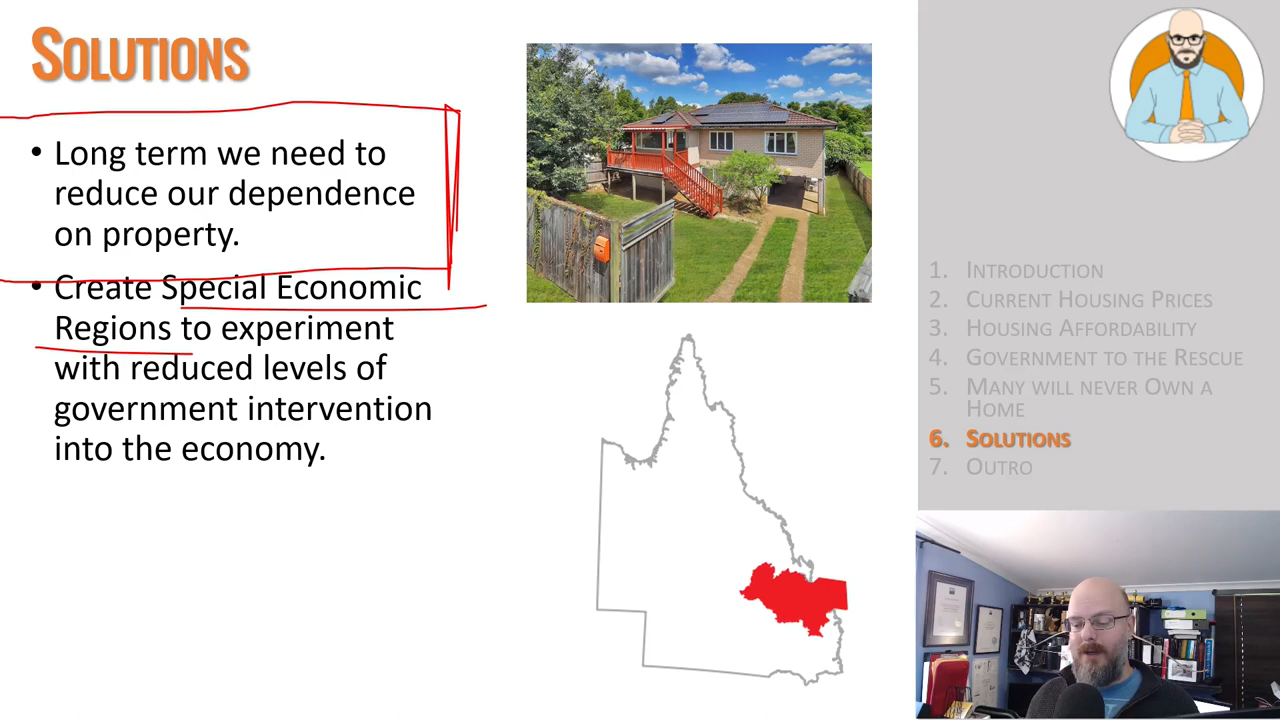 SOLUTIONS
• Long term we need to
reduce our dependence
on property.
• Create Special Economic
Regions to experiment
with reduced levels of
government intervention
into the economy.
1. INTRODUCTION
2. CURRENT HOUSING PRICES
3. HOUSING AFFORDABILITY
4. GOVERNMENT TO THE RESCUE
5. MANY WILL NEVER OWN A
HOME
6. SOLUTIONS
7. OUTRO